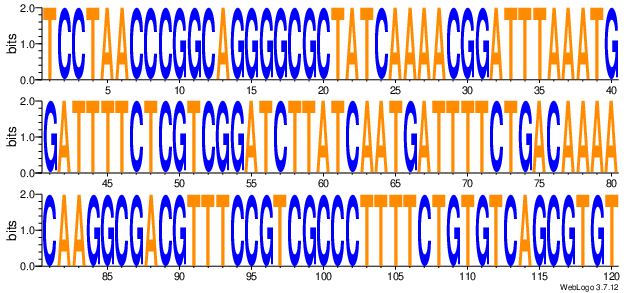 2.0
bits
1.0
TCCTAACCCGGCAGGGGCGCTATCAAAACGGATTTAAATG
0.0
5 10 15 20 25 30 35 40
2.0
bits
1.0
GATTTTCTCGTCGGATCTTATCAATGATTTTCTGACAAAA
0.0
45 50 55 60 65 70 75 80
2.0
bits
1.0
CAAGGCGACGTTTCCGTCGCCCTTTTCTGTGTCAGCGTGT
0.0
85 90 95 100 105 110 115 120
WebLogo 3.7.12